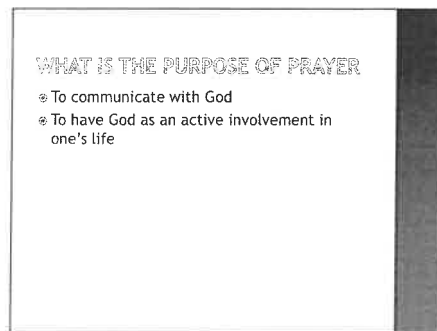 WHAT IS THE PURPOSE OF PRAYER
To communicate with God
To have God as an active involvement in
one's life